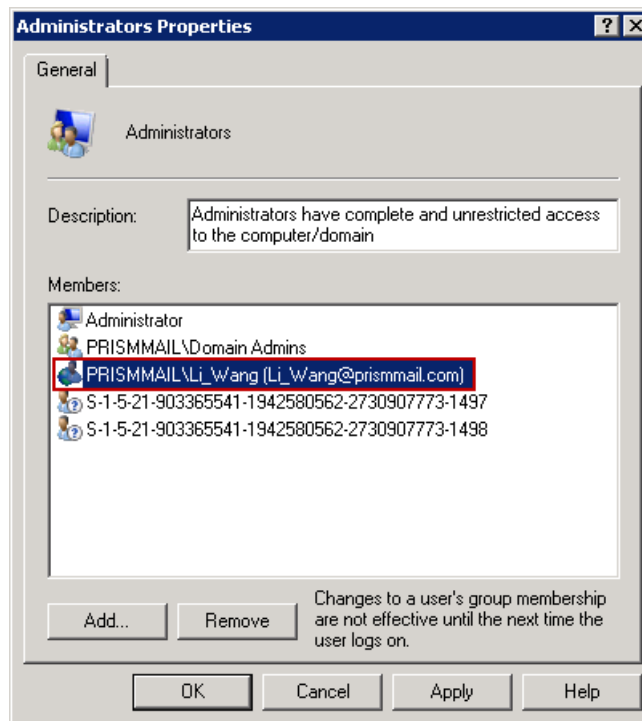 Administrators Properties
General
Administrators
Description:
Administrators have complete and unrestricted access
to the computer/domain
Members:
Administrator
PRISMMAIL\Domain Admins
PRISMMAIL\Li_Wang (Li_Wang@prismmail.com)
S-1-5-21-903365541-1942580562-2730907773-1497
S-1-5-21-903365541-1942580562-2730907773-1498
Add...
Remove
Changes to a user's group membership
are not effective until the next time the
user logs on.
OK
Cancel
Apply
Help